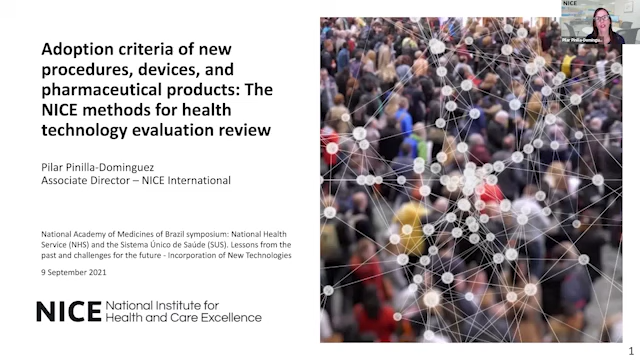 Adoption criteria of new
procedures, devices, and
pharmaceutical products: The
NICE methods for health
technology evaluation review
Pilar Pinilla-Dominguez
Associate Director – NICE International
National Academy of Medicines of Brazil symposium: National Health
Service (NHS) and the Sistema Único de Saúde (SUS). Lessons from the
past and challenges for the future - Incorporation of New Technologies
9 September 2021
NICE National Institute for
Health and Care Excellence
NICE
Pilar Pinilla-Doming...
1